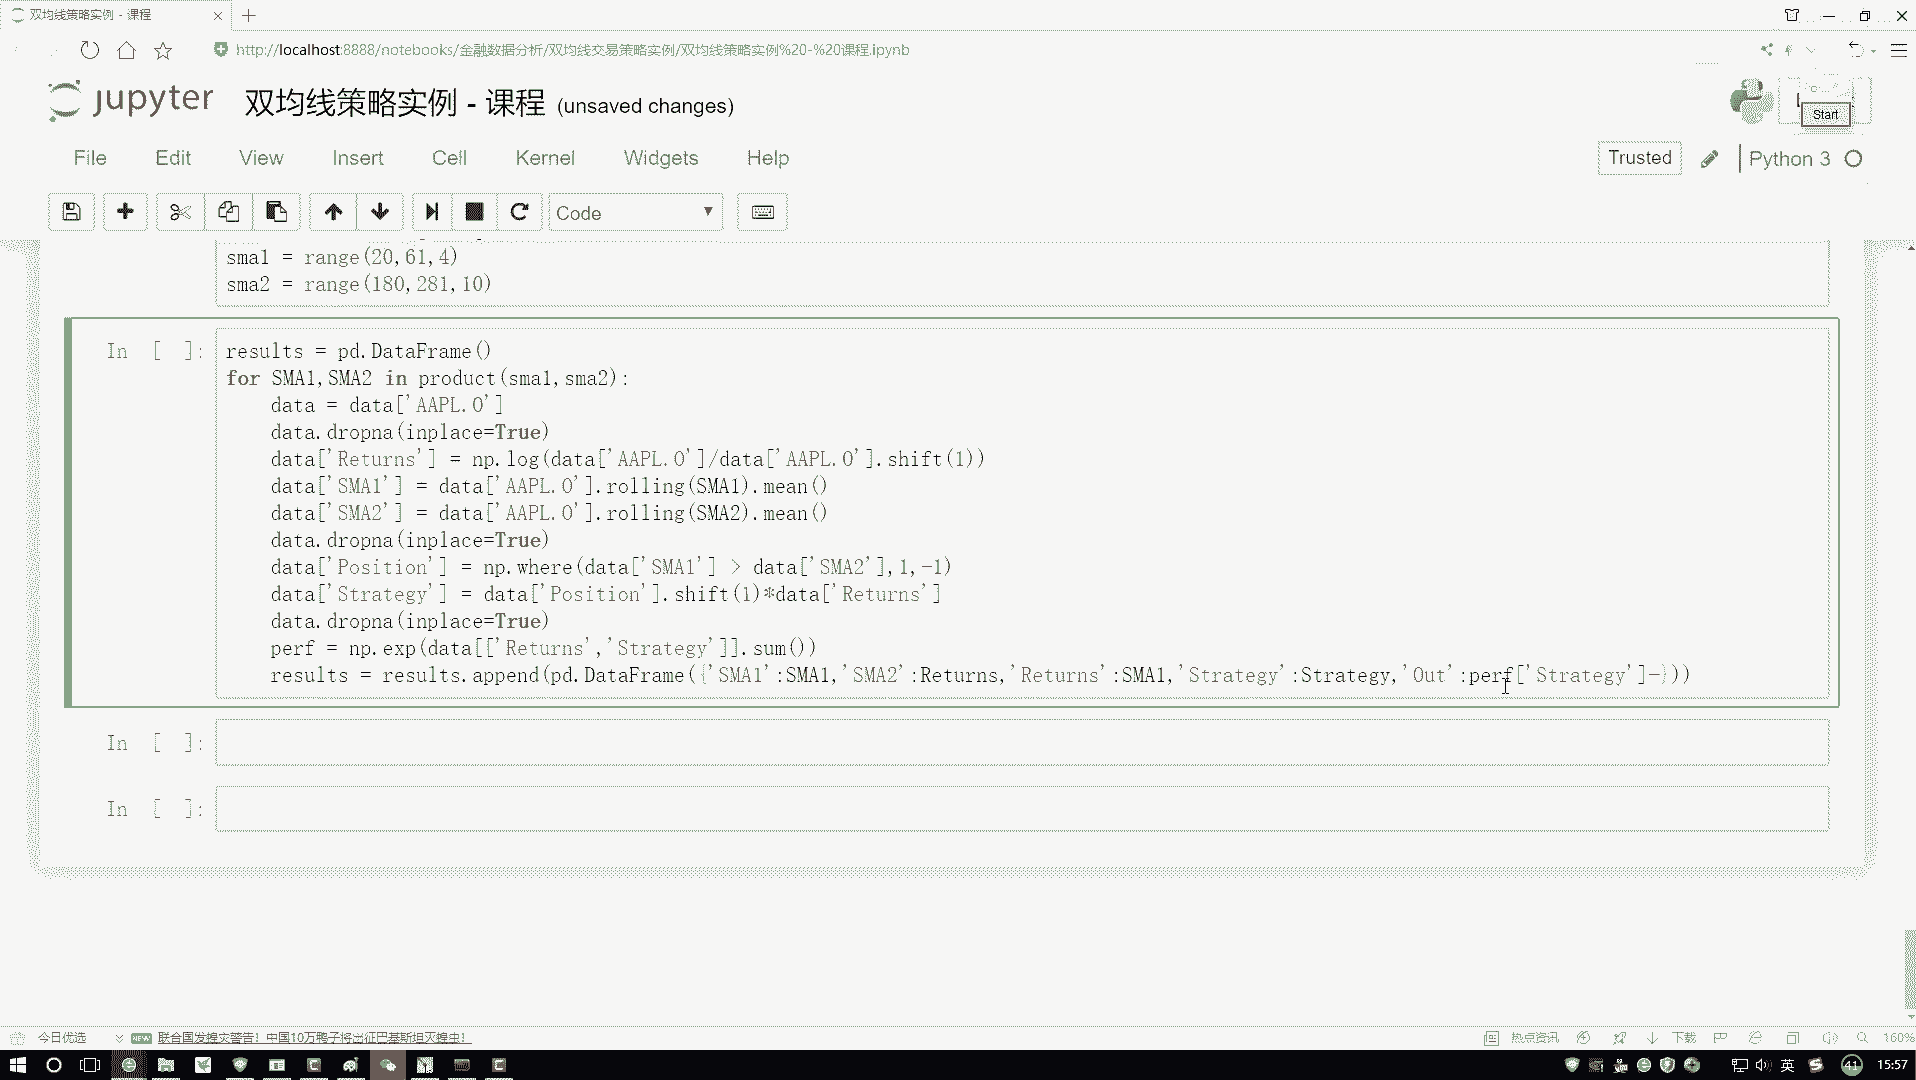 双均线策略实例 - 课程
http://localhost:8888/notebooks/金融数据分析/双均线交易策略实例/双均线策略实例%20-%20课程.ipynb
jupyter 双均线策略实例 - 课程 (unsaved changes)
Start
File Edit View Insert Cell Kernel Widgets Help
Trusted Python 3
Code
sma1 = range(20,61,4)
sma2 = range(180,281,10)
In [ ]: results = pd.DataFrame()
for SMA1,SMA2 in product(sma1,sma2):
data = data['AAPL.O']
data.dropna(inplace=True)
data['Returns'] = np.log(data['AAPL.O']/data['AAPL.O'].shift(1))
data['SMA1'] = data['AAPL.O'].rolling(SMA1).mean()
data['SMA2'] = data['AAPL.O'].rolling(SMA2).mean()
data.dropna(inplace=True)
data['Position'] = np.where(data['SMA1'] > data['SMA2'],1,-1)
data['Strategy'] = data['Position'].shift(1)*data['Returns']
data.dropna(inplace=True)
perf = np.exp(data[['Returns','Strategy']].sum())
results = results.append(pd.DataFrame({'SMA1':SMA1,'SMA2':Returns,'Returns':SMA1,'Strategy':Strategy,'Out':perf['Strategy']-}))
In [ ]:
In [ ]:
今日优选 NEW 联合国发蝗灾警告!中国10万鸭子将出征巴基斯坦灭蝗虫! 热点资讯 下载 160%
英 41 15:57